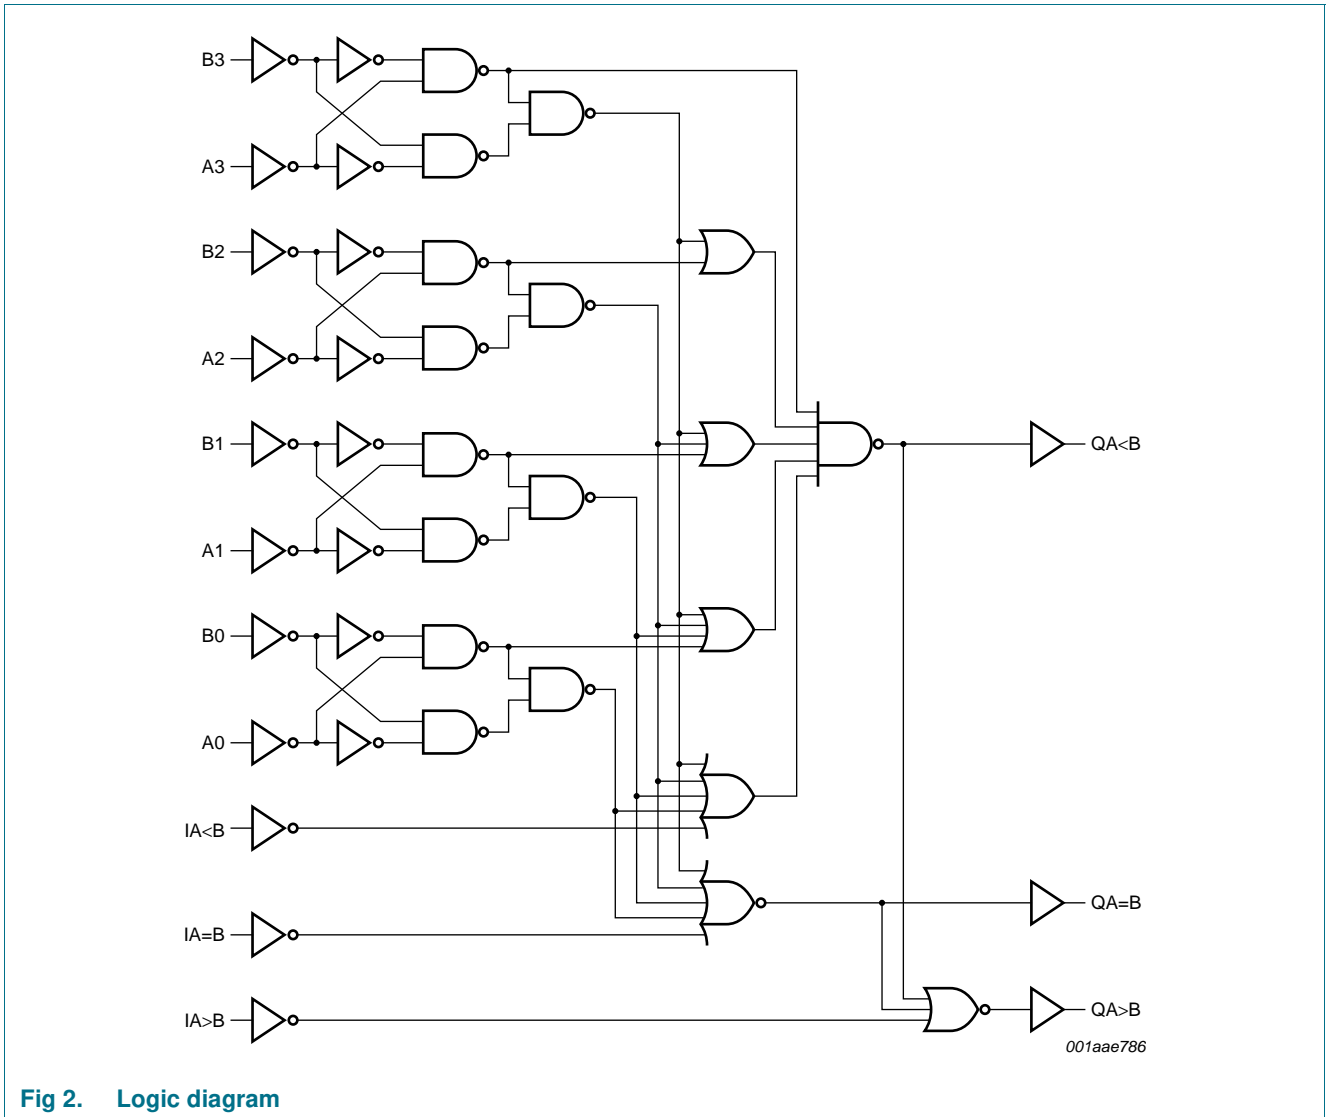 B3
A3
B2
A2
B1
QA<B
A1
B0
A0
IA<B
QA=B
IA=B
QA>B
IA>B
001aae786
Fig 2. Logic diagram